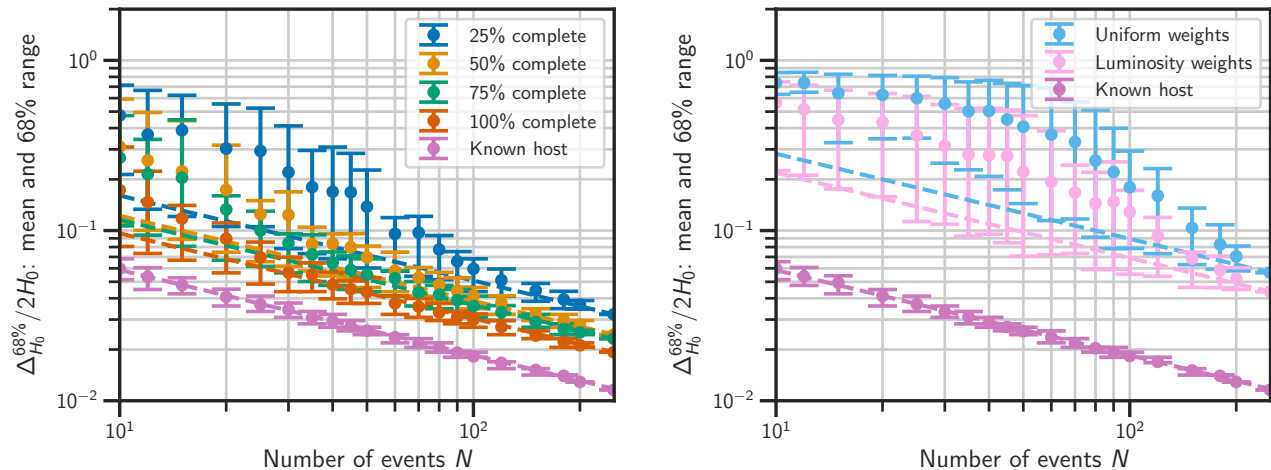 10⁰
10⁻¹
10⁻²
10¹
10²
Δ^{68%}_{H₀}/2H₀: mean and 68% range
Number of events N
25% complete
50% complete
75% complete
100% complete
Known host
10⁰
10⁻¹
10⁻²
10¹
10²
Δ^{68%}_{H₀}/2H₀: mean and 68% range
Number of events N
Uniform weights
Luminosity weights
Known host